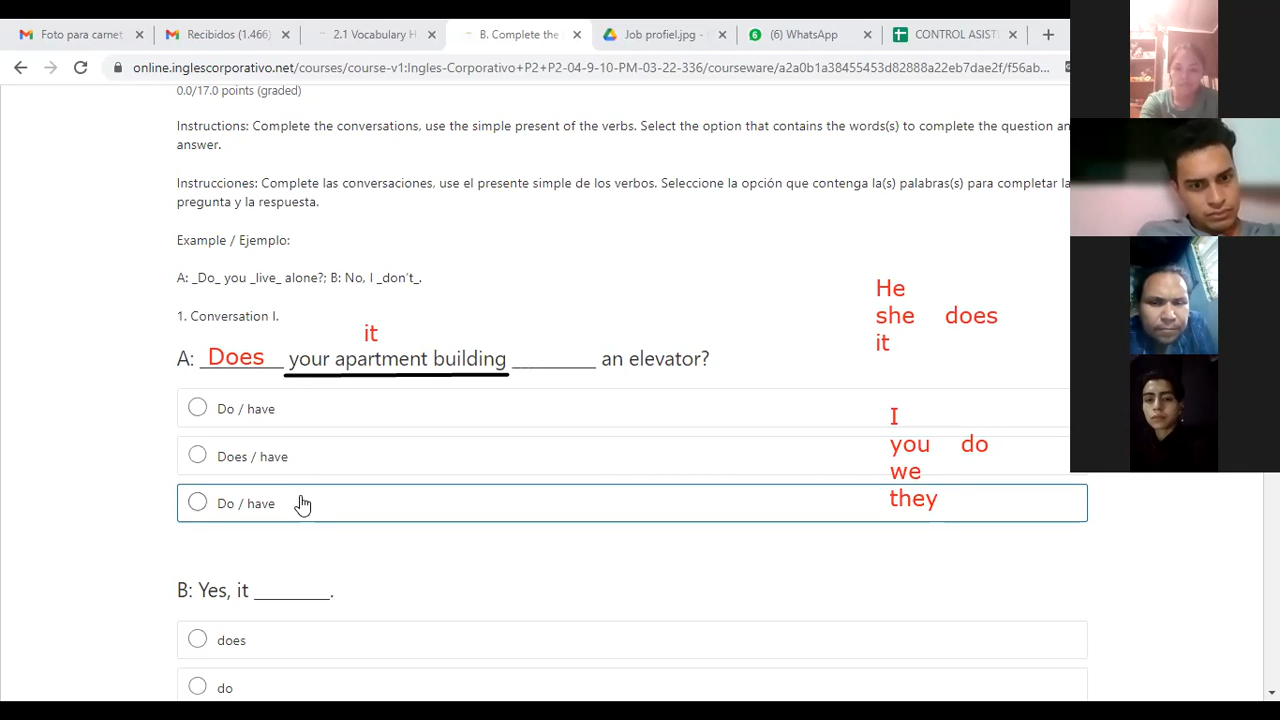 Foto para carnet
Recibidos (1.466)
2.1 Vocabulary H
B. Complete the
Job profiel.jpg -
(6) WhatsApp
CONTROL ASIST
online.inglescorporativo.net/courses/course-v1:Ingles-Corporativo+P2+P2-04-9-10-PM-03-22-336/courseware/a2a0b1a38455453d82888a22eb7dae2f/f56ab...
0.0/17.0 points (graded)
Instructions: Complete the conversations, use the simple present of the verbs. Select the option that contains the words(s) to complete the question an
answer.
Instrucciones: Complete las conversaciones, use el presente simple de los verbos. Seleccione la opción que contenga la(s) palabras(s) para completar la
pregunta y la respuesta.
Example / Ejemplo:
A: _Do_ you _live_ alone?; B: No, I _don't_.
1. Conversation I.
it
A: Does your apartment building ________ an elevator?
Do / have
Does / have
Do / have
B: Yes, it _______.
does
do
He
she does
it
I
you do
we
they